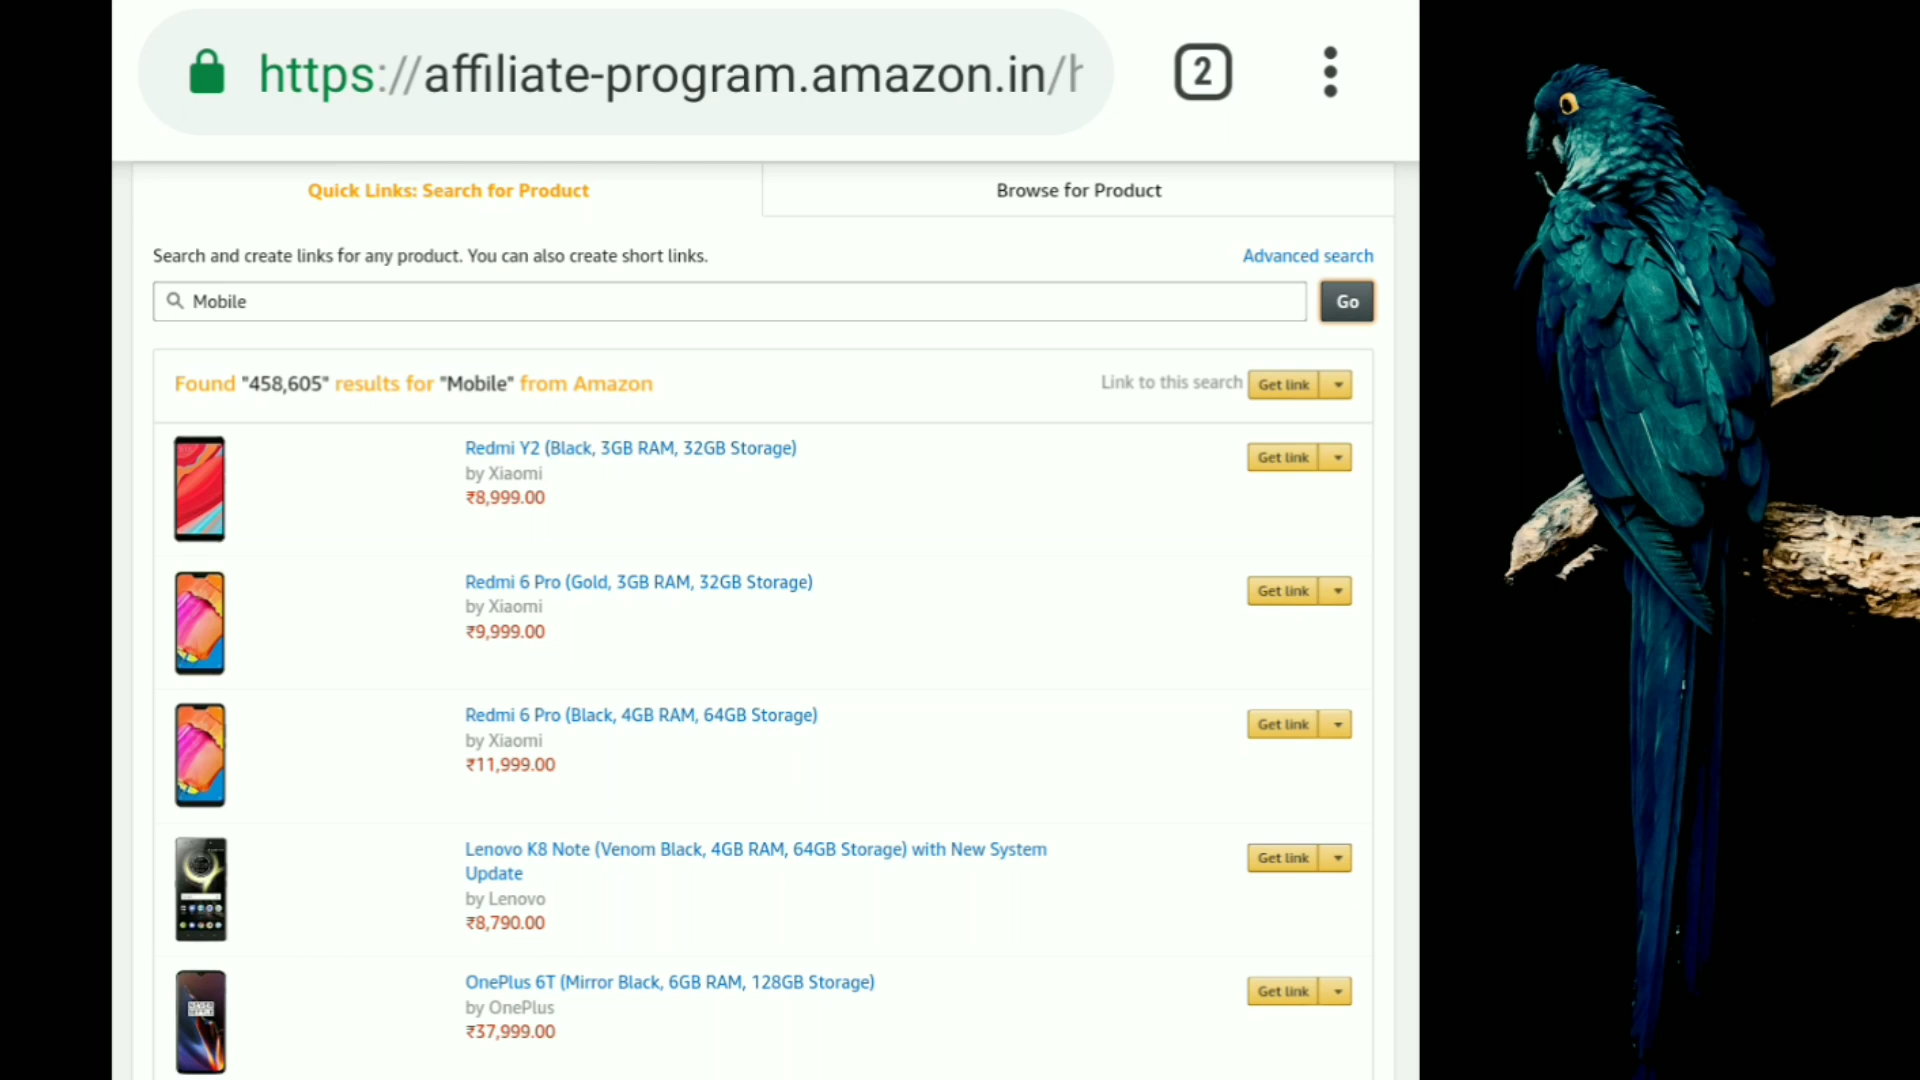 https://affiliate-program.amazon.in/h
2
Quick Links: Search for Product
Browse for Product
Search and create links for any product. You can also create short links.
Advanced search
Mobile
Go
Found "458,605" results for "Mobile" from Amazon
Link to this search
Get link
Redmi Y2 (Black, 3GB RAM, 32GB Storage)
by Xiaomi
₹8,999.00
Get link
Redmi 6 Pro (Gold, 3GB RAM, 32GB Storage)
by Xiaomi
₹9,999.00
Get link
Redmi 6 Pro (Black, 4GB RAM, 64GB Storage)
by Xiaomi
₹11,999.00
Get link
Lenovo K8 Note (Venom Black, 4GB RAM, 64GB Storage) with New System
Update
by Lenovo
₹8,790.00
Get link
OnePlus 6T (Mirror Black, 6GB RAM, 128GB Storage)
by OnePlus
₹37,999.00
Get link